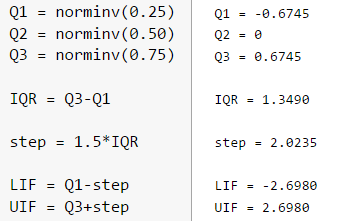 Q1 = norminv(0.25)
Q2 = norminv(0.50)
Q3 = norminv(0.75)
IQR = Q3-Q1
step = 1.5*IQR
LIF = Q1-step
UIF = Q3+step
Q1 = -0.6745
Q2 = 0
Q3 = 0.6745
IQR = 1.3490
step = 2.0235
LIF = -2.6980
UIF = 2.6980